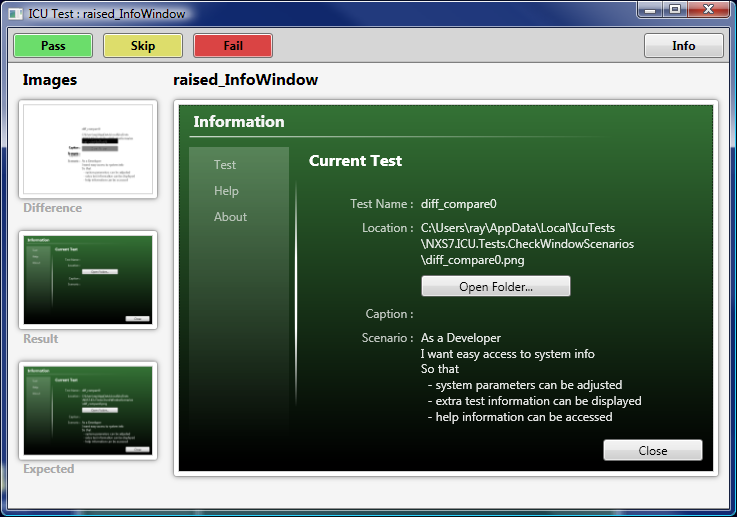 ICU Test : raised_InfoWindow
Pass
Skip
Fail
Info
Images
raised_InfoWindow
Difference
Result
Expected
Information
Test
Help
About
Current Test
Test Name : diff_compare0
Location : C:\Users\ray\AppData\Local\IcuTests
\NXS7.ICU.Tests.CheckWindowScenarios
\diff_compare0.png
Open Folder...
Caption :
Scenario : As a Developer
I want easy access to system info
So that
- system parameters can be adjusted
- extra test information can be displayed
- help information can be accessed
Close